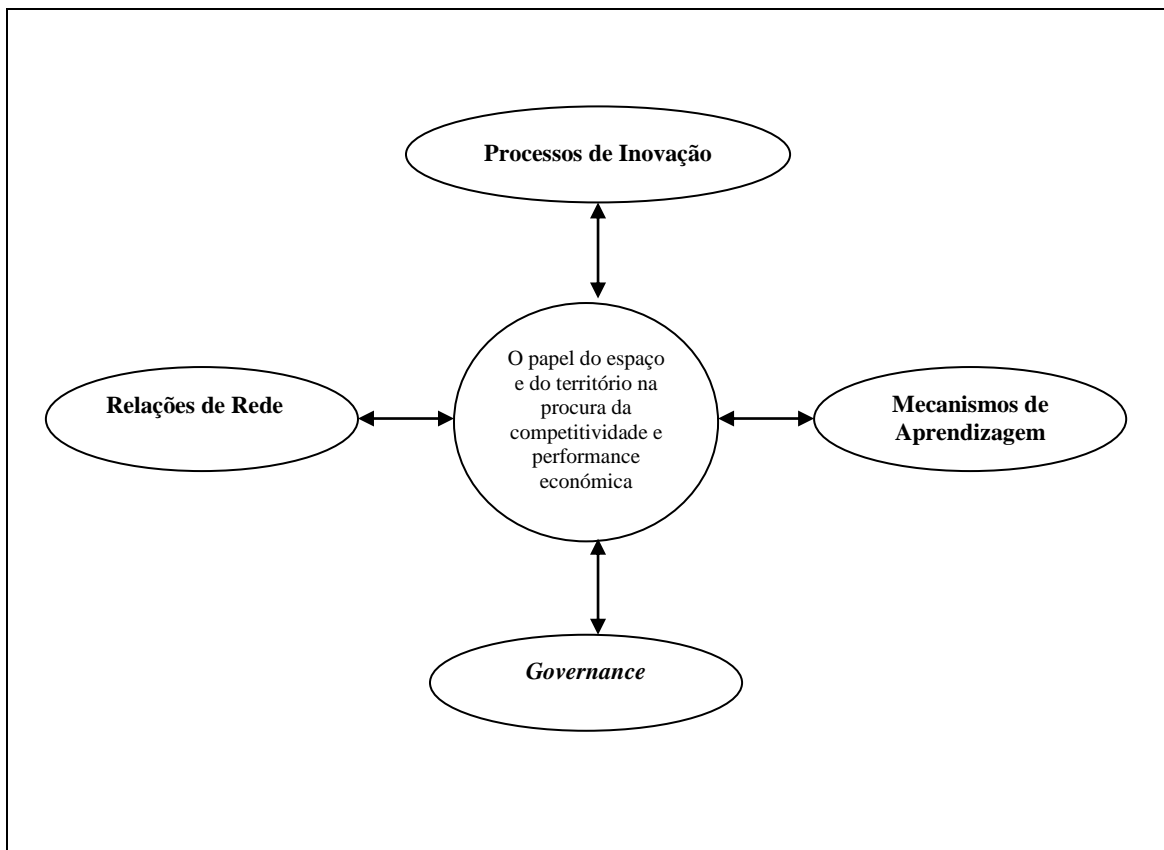 Processos de Inovação
Relações de Rede
O papel do espaço
e do território na
procura da
competitividade e
performance
económica
Mecanismos de
Aprendizagem
Governance